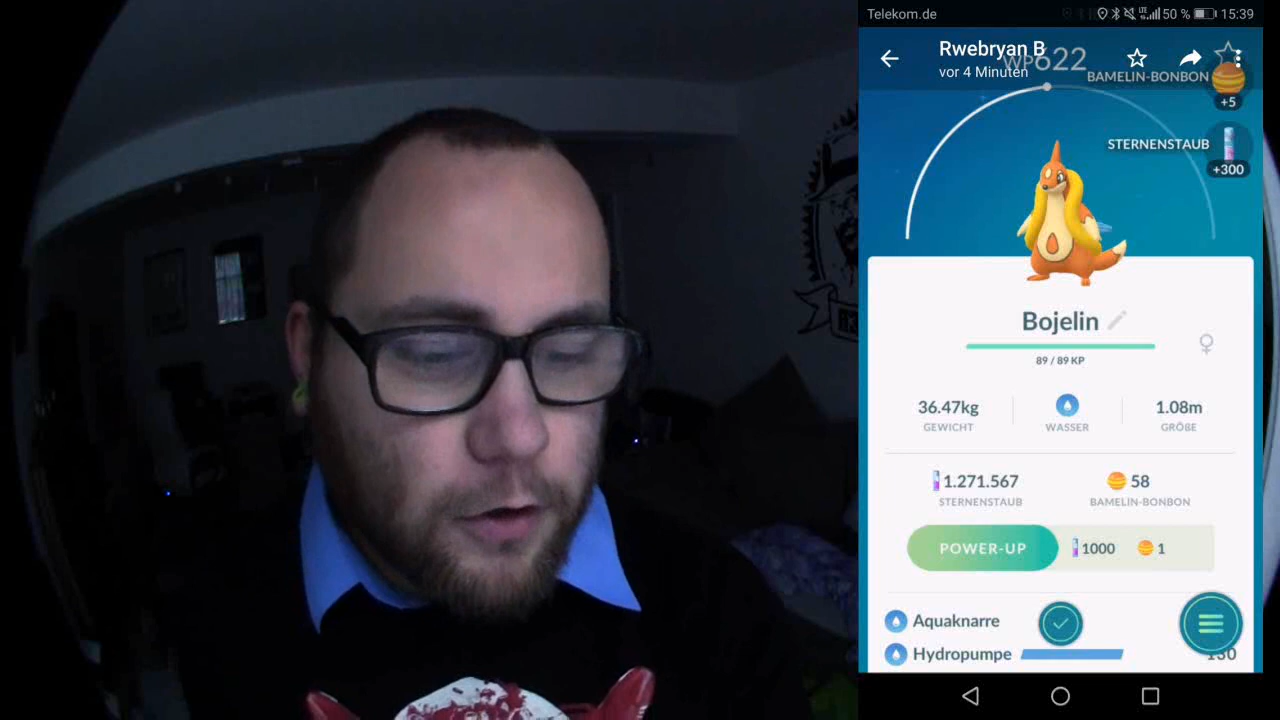 Telekom.de LTE 50 % 15:39
Rwebryan B
vor 4 Minuten
WP622
BAMELIN-BONBON
+5
STERNENSTAUB
+300
Bojelin
89 / 89 KP
36.47kg
GEWICHT
WASSER
1.08m
GRÖßE
1.271.567
STERNENSTAUB
58
BAMELIN-BONBON
POWER-UP 1000 1
Aquaknarre
Hydropumpe 130